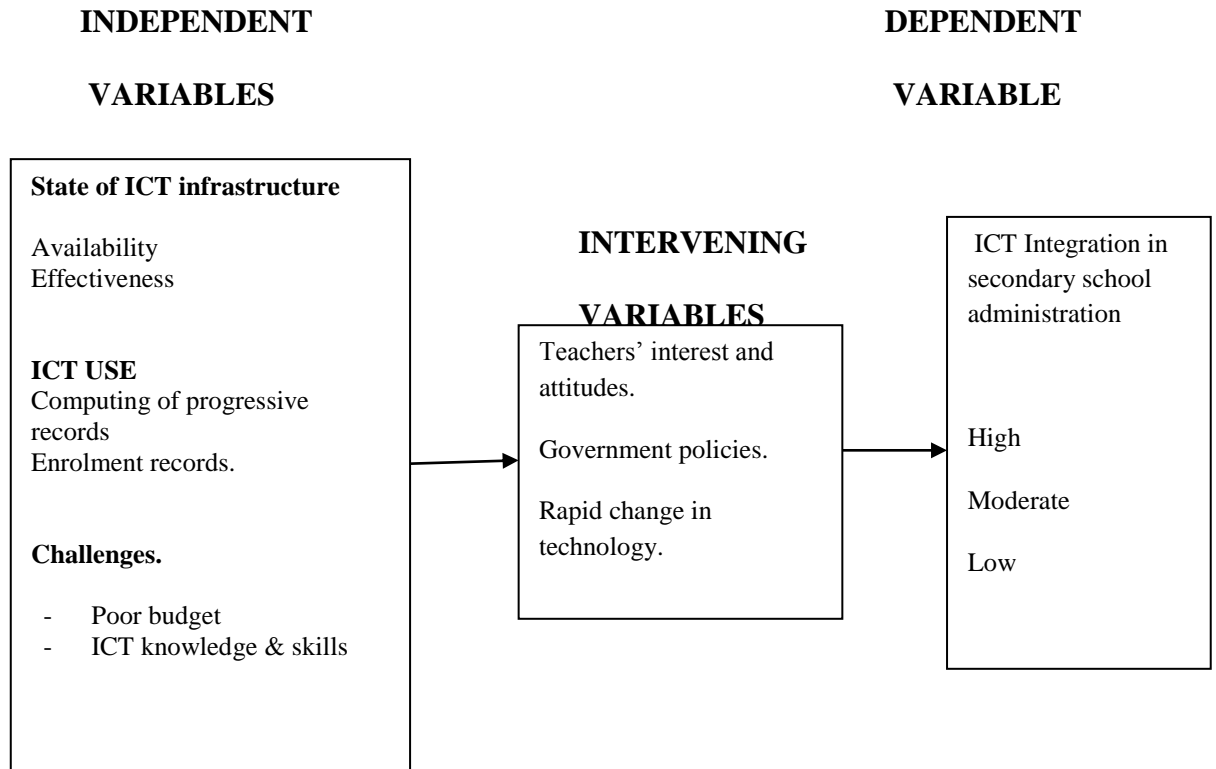 INDEPENDENT
VARIABLES
DEPENDENT
VARIABLE
State of ICT infrastructure
Availability
Effectiveness
ICT USE
Computing of progressive
records
Enrolment records.
Challenges.
- Poor budget
- ICT knowledge & skills
INTERVENING
VARIABLES
Teachers’ interest and
attitudes.
Government policies.
Rapid change in
technology.
ICT Integration in
secondary school
administration
High
Moderate
Low